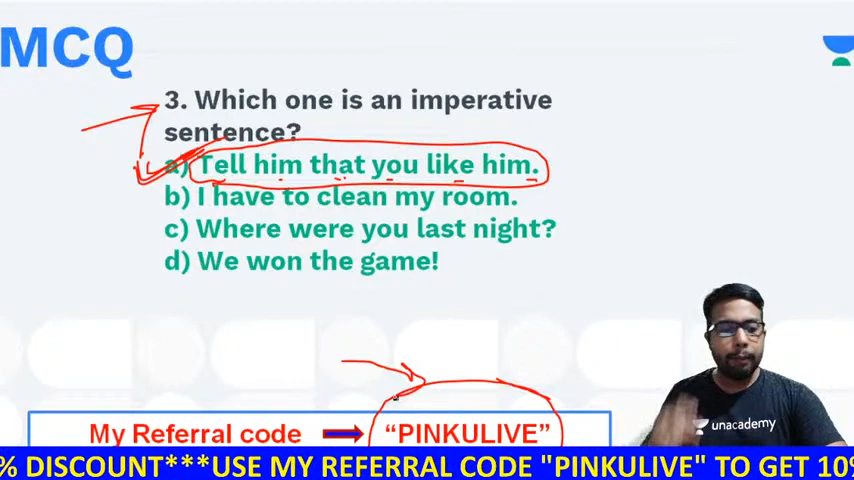 MCQ
3. Which one is an imperative
sentence?
a) Tell him that you like him.
b) I have to clean my room.
c) Where were you last night?
d) We won the game!
unacademy
My Referral code
“PINKULIVE”
% DISCOUNT***USE MY REFERRAL CODE "PINKULIVE" TO GET 10%